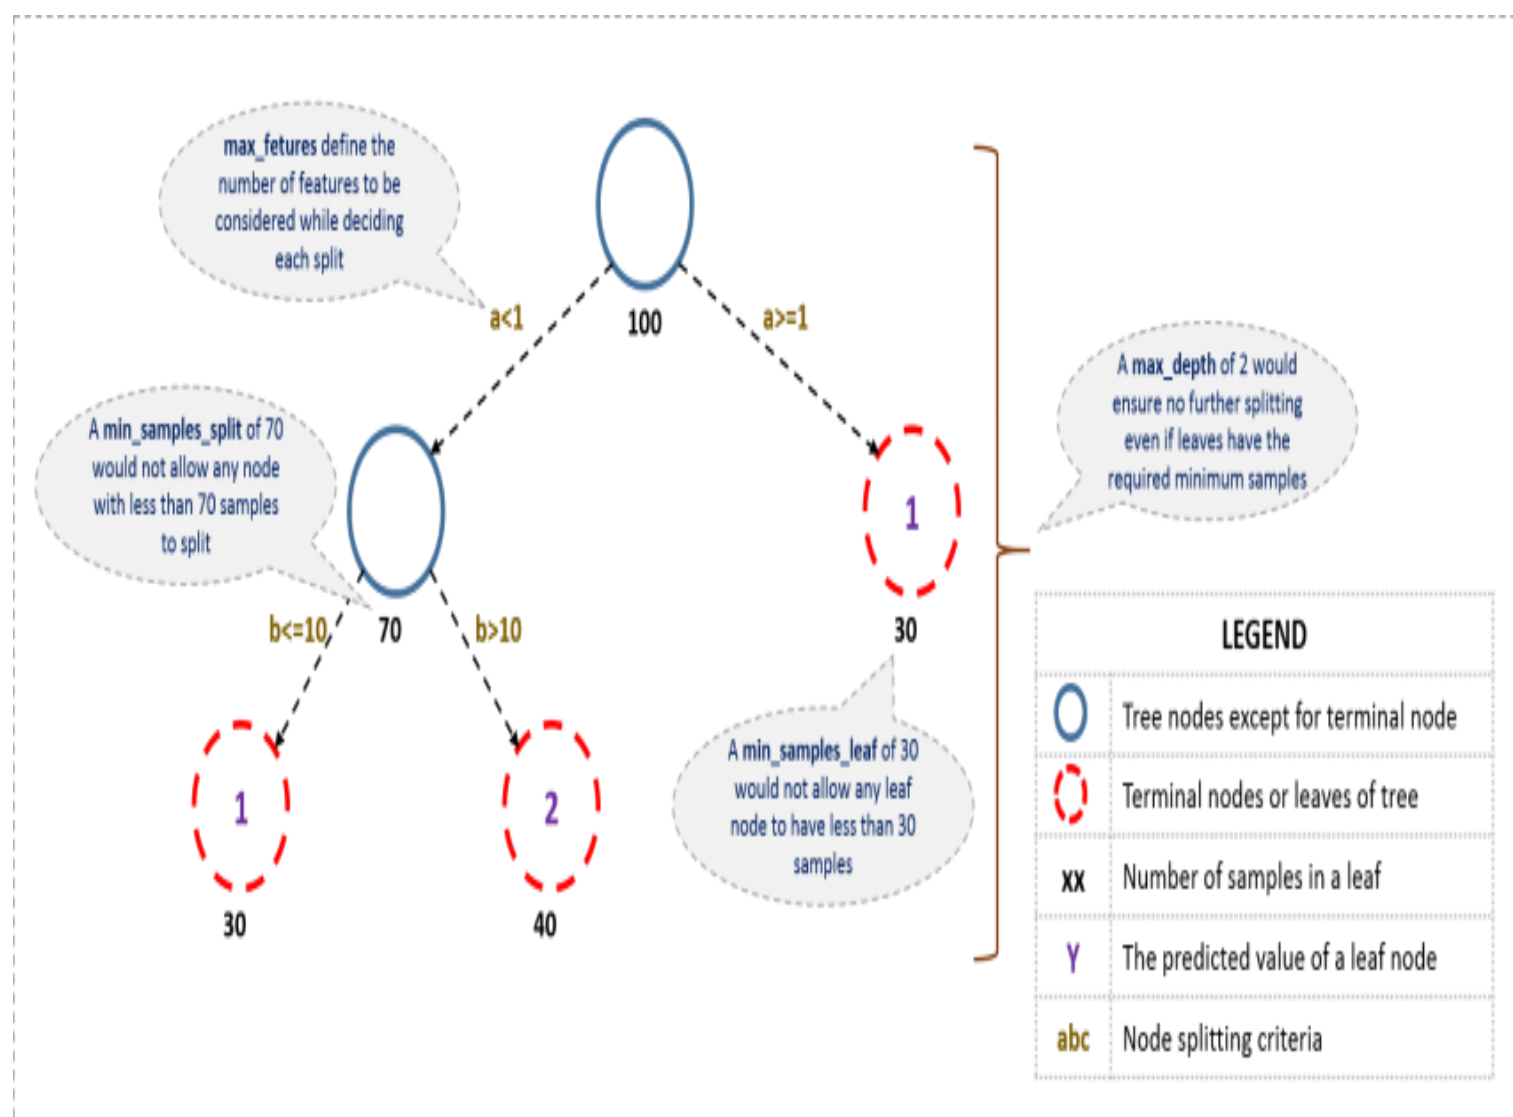 max_fetures define the
number of features to be
considered while deciding
each split
a<1
100
a>=1
A max_depth of 2 would
ensure no further splitting
even if leaves have the
required minimum samples
A min_samples_split of 70
would not allow any node
with less than 70 samples
to split
1
b<=10
70
b>10
30
A min_samples_leaf of 30
would not allow any leaf
node to have less than 30
samples
1
2
30
40
LEGEND
Tree nodes except for terminal node
Terminal nodes or leaves of tree
xx Number of samples in a leaf
Y The predicted value of a leaf node
abc Node splitting criteria